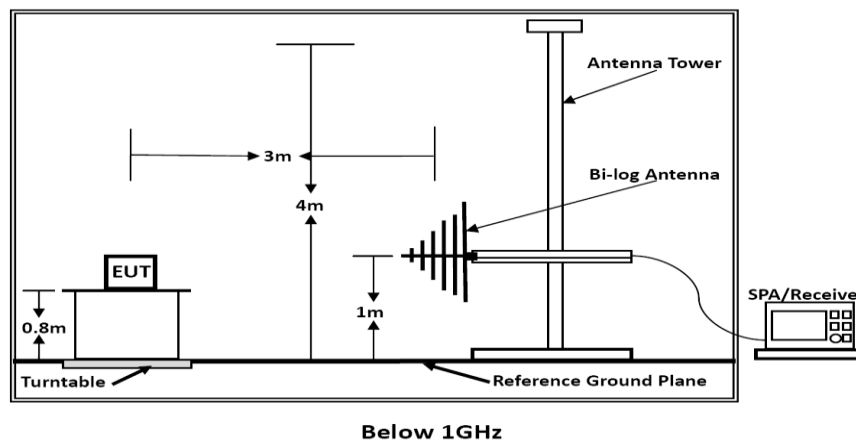 Antenna Tower
3m
Bi-log Antenna
4m
EUT
1m
SPA/Receive
0.8m
Turntable
Reference Ground Plane
Below 1GHz